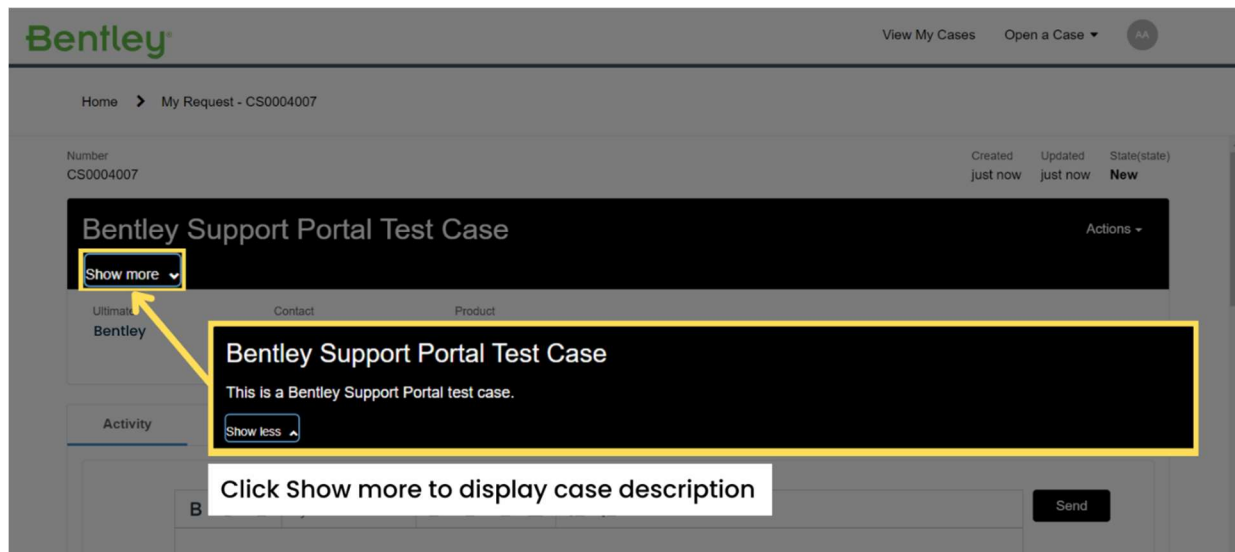 Bentley®
View My Cases Open a Case AA
Home My Request - CS0004007
Number Created Updated State(state)
CS0004007 just now just now New
Bentley Support Portal Test Case Actions
Show more
Ultimate Contact Product
Bentley
Bentley Support Portal Test Case
This is a Bentley Support Portal test case.
Activity
Show less
Click Show more to display case description
B Send